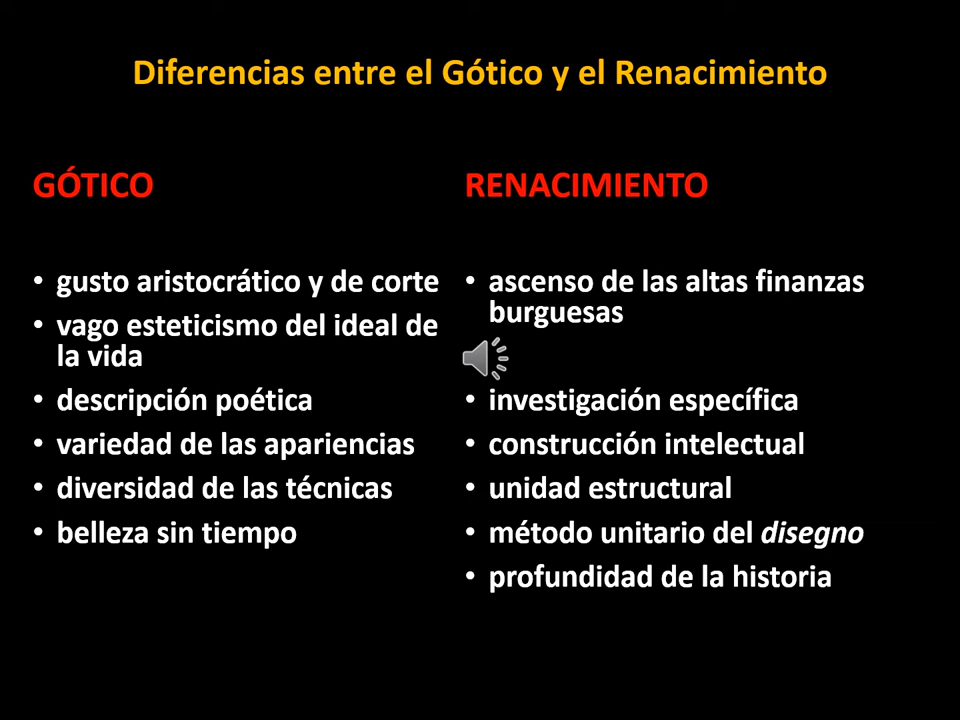 Diferencias entre el Gótico y el Renacimiento
GÓTICO
• gusto aristocrático y de corte
• vago esteticismo del ideal de
la vida
• descripción poética
• variedad de las apariencias
• diversidad de las técnicas
• belleza sin tiempo
RENACIMIENTO
• ascenso de las altas finanzas
burguesas
• investigación específica
• construcción intelectual
• unidad estructural
• método unitario del disegno
• profundidad de la historia